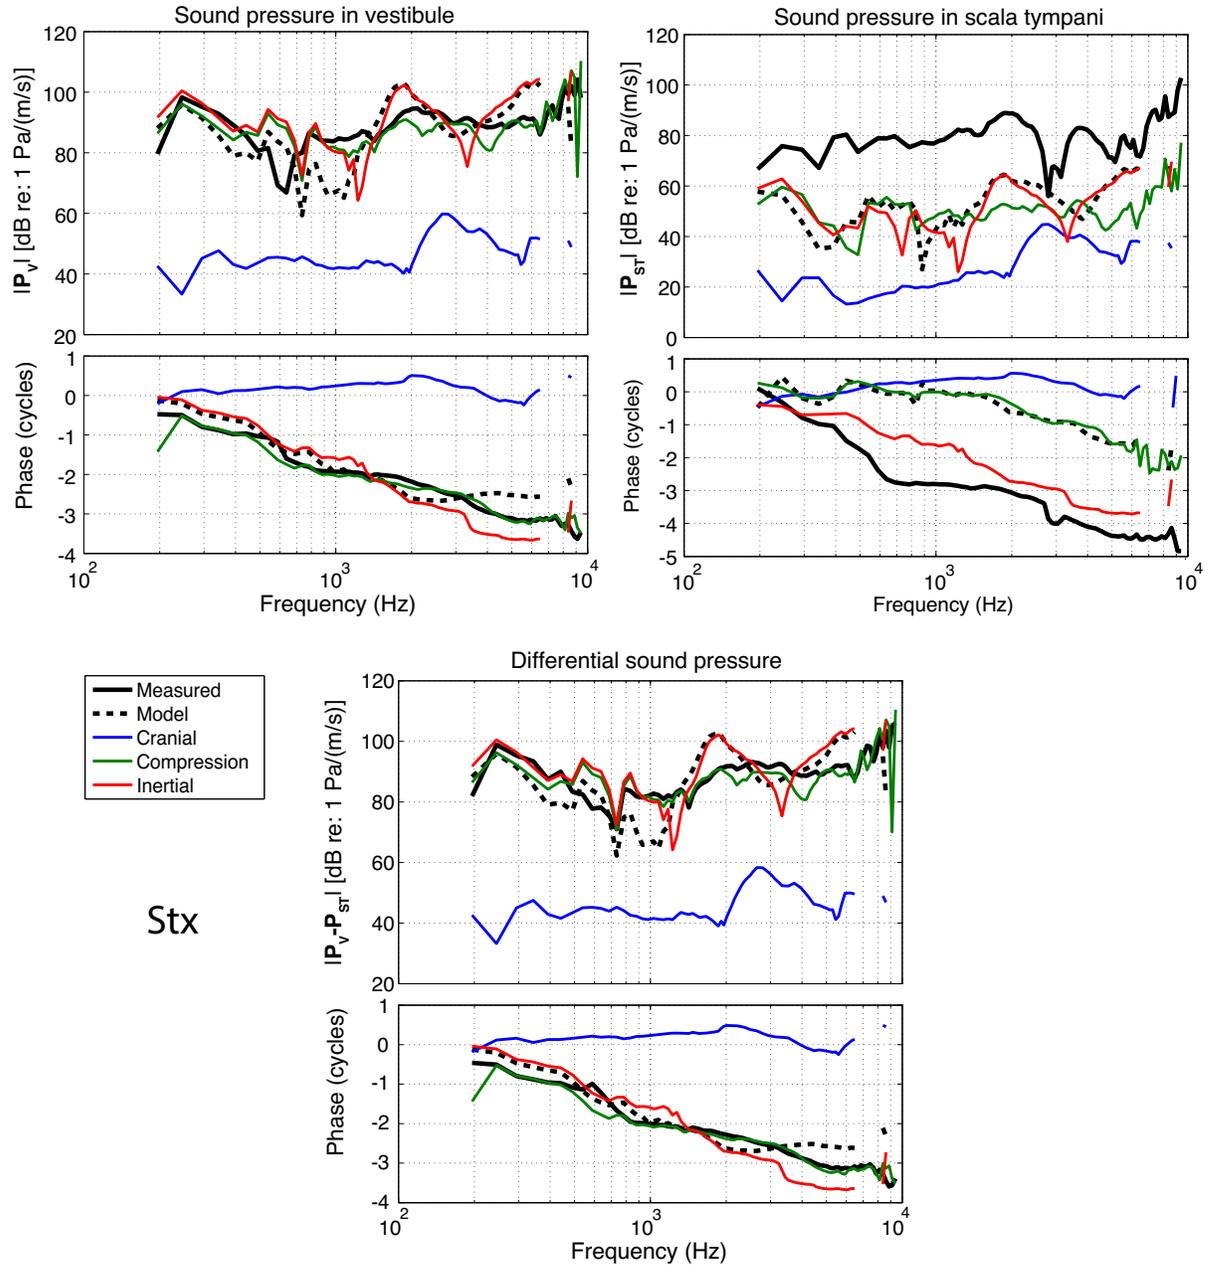 Sound pressure in vestibule
|P_V| [dB re: 1 Pa/(m/s)]
120
100
80
60
40
20
Phase (cycles)
1
0
-1
-2
-3
-4
10^2
10^3
10^4
Frequency (Hz)
Sound pressure in scala tympani
|P_ST| [dB re: 1 Pa/(m/s)]
120
100
80
60
40
20
0
Phase (cycles)
1
0
-1
-2
-3
-4
-5
10^2
10^3
10^4
Frequency (Hz)
Measured
Model
Cranial
Compression
Inertial
Stx
Differential sound pressure
|P_V-P_ST| [dB re: 1 Pa/(m/s)]
120
100
80
60
40
20
Phase (cycles)
1
0
-1
-2
-3
-4
10^2
10^3
10^4
Frequency (Hz)